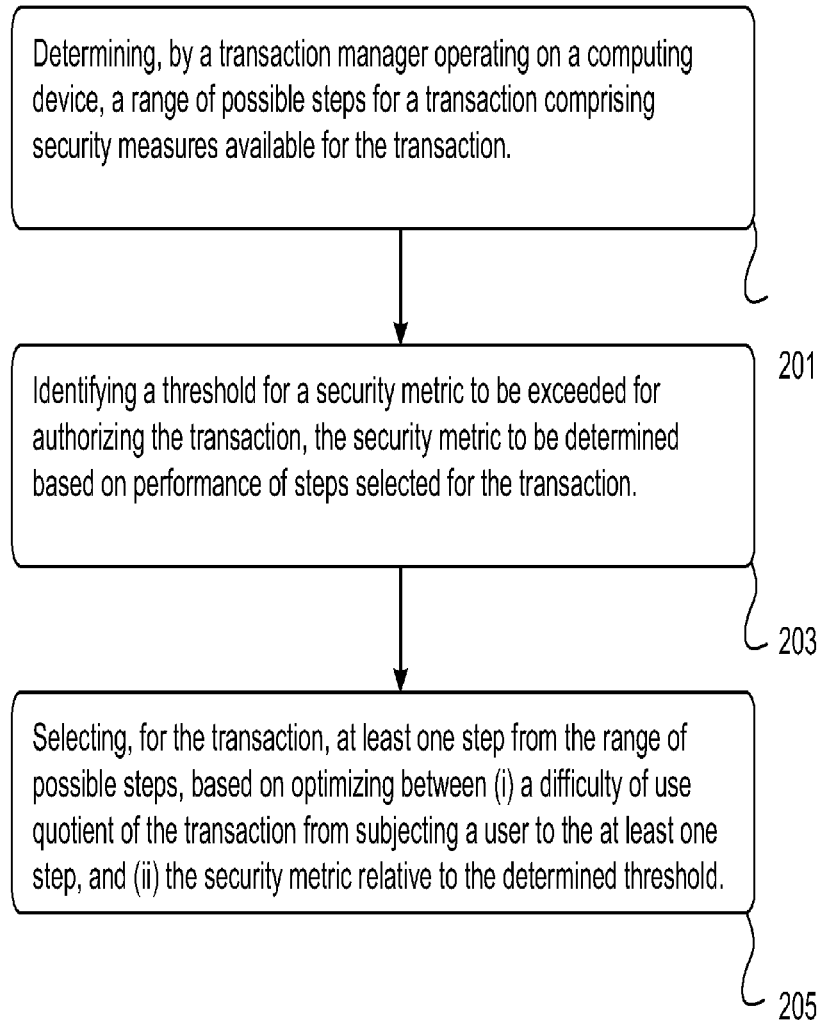 Determining, by a transaction manager operating on a computing
device, a range of possible steps for a transaction comprising
security measures available for the transaction.
201
Identifying a threshold for a security metric to be exceeded for
authorizing the transaction, the security metric to be determined
based on performance of steps selected for the transaction.
203
Selecting, for the transaction, at least one step from the range of
possible steps, based on optimizing between (i) a difficulty of use
quotient of the transaction from subjecting a user to the at least one
step, and (ii) the security metric relative to the determined threshold.
205